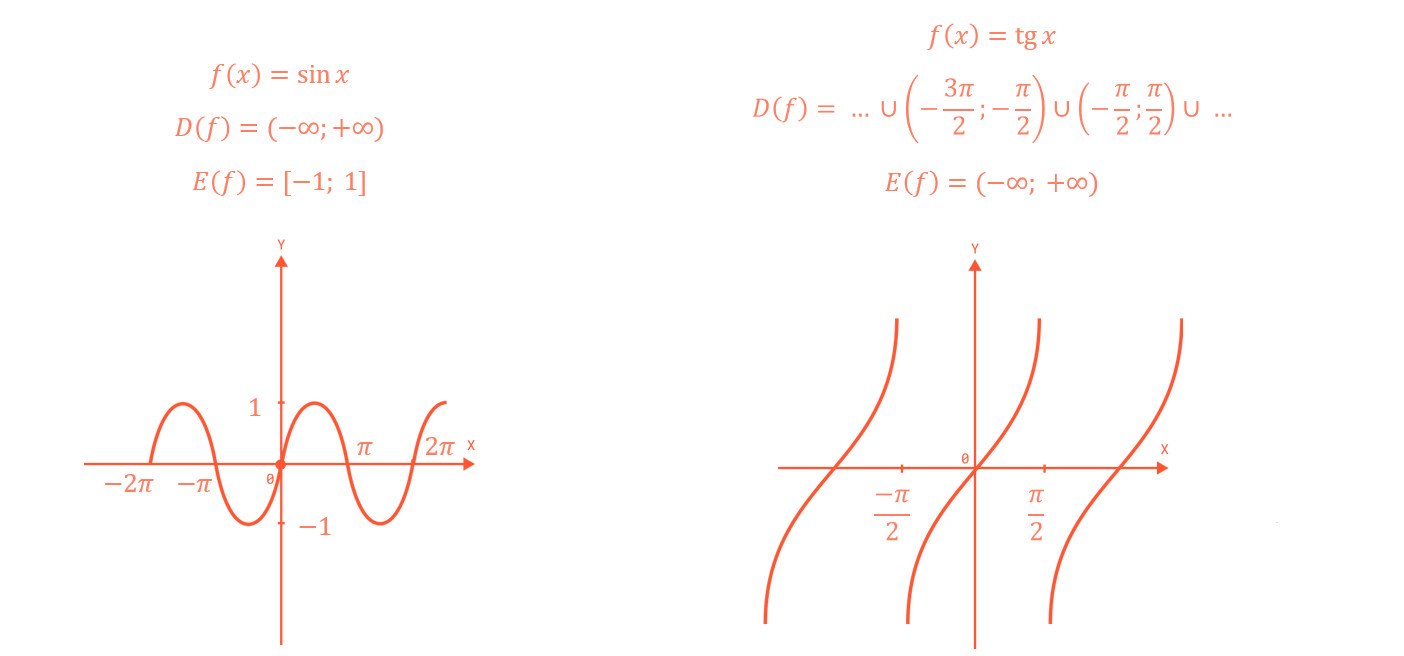 f(x) = sin x
D(f) = (−∞; +∞)
E(f) = [−1; 1]
Y
1
π
2π
X
−2π
−π
0
−1
f(x) = tg x
D(f) = ... ∪ (−3π/2; −π/2) ∪ (−π/2; π/2) ∪ ...
E(f) = (−∞; +∞)
Y
X
0
−π/2
π/2